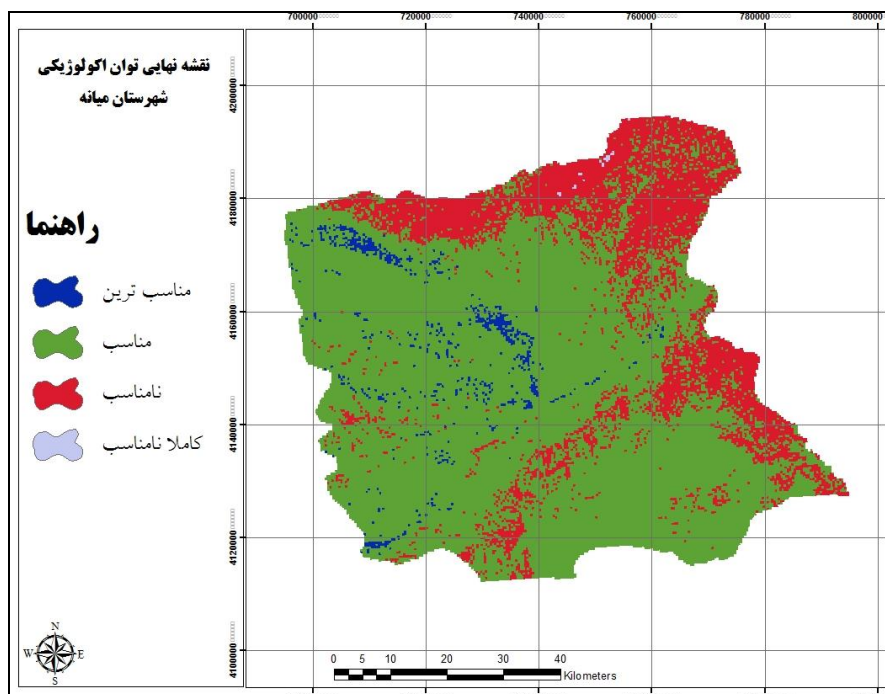 نقشه نهایی توان اکولوژیکی
شهرستان میانه
راهنما
مناسب ترین
مناسب
نامناسب
کاملا نامناسب
N
W E
S
700000 720000 740000 760000 780000 800000
4200000
4180000
4160000
4140000
4120000
4100000
0 5 10 20 30 40
Kilometers